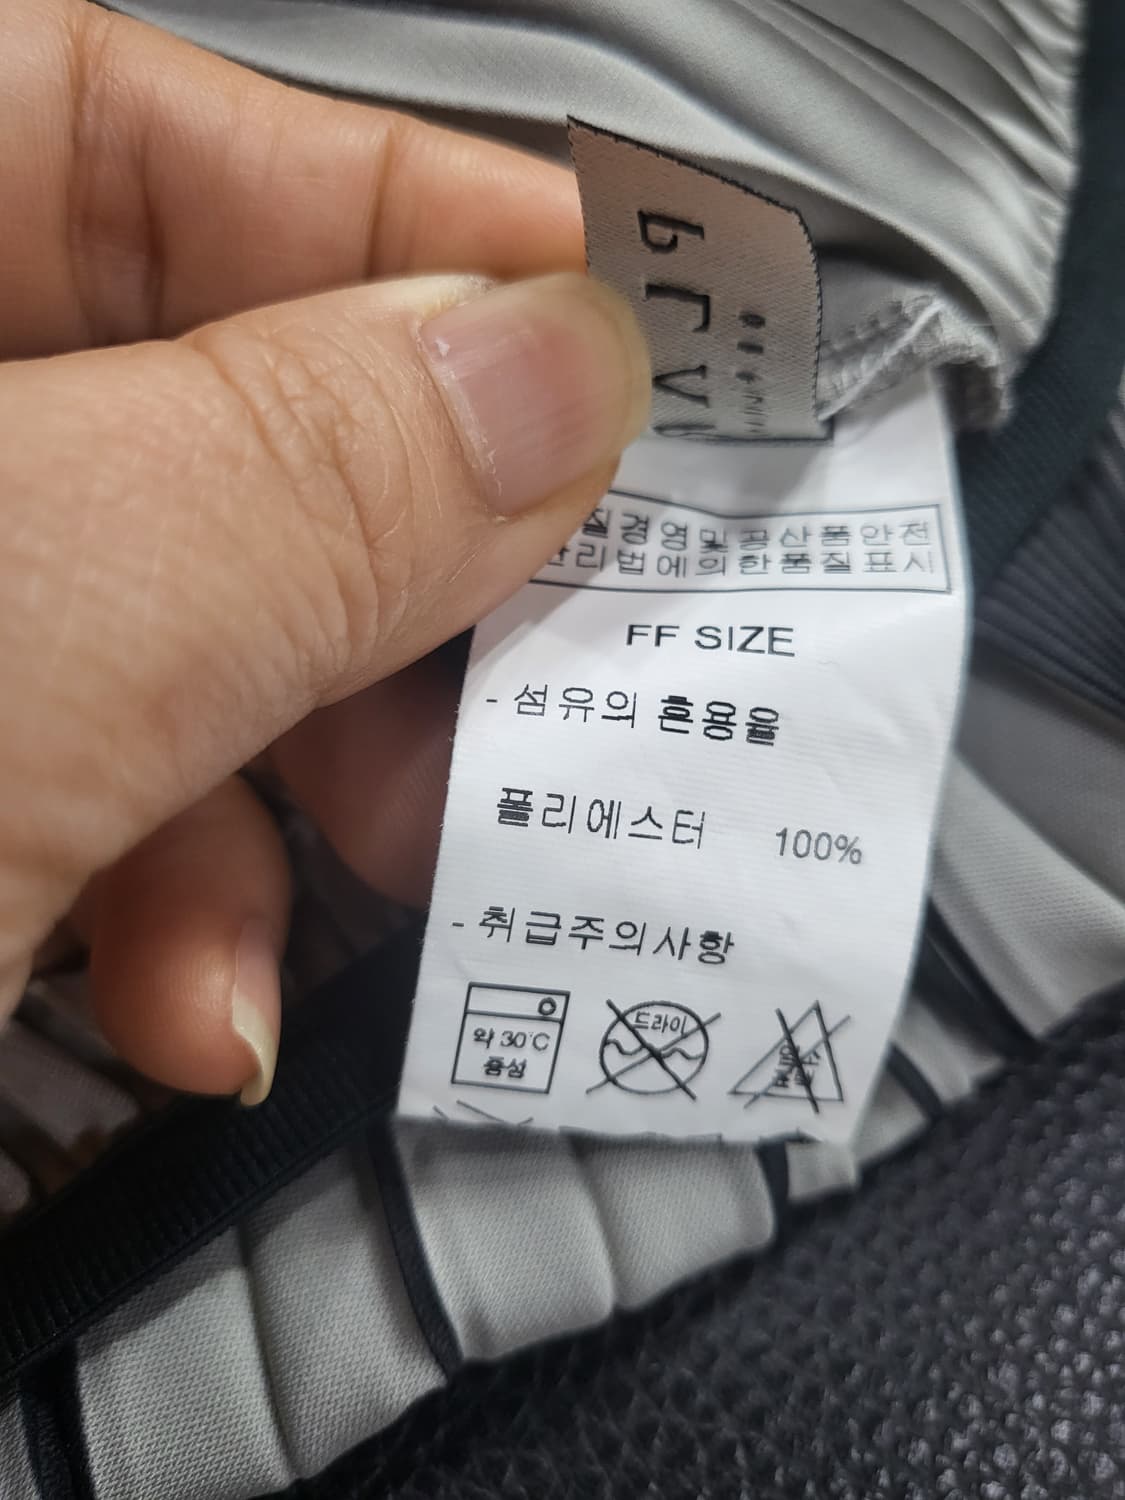 질경영및공산품안전
관리법에의한품질표시
FF SIZE
- 섬유의 혼용율
폴리에스터 100%
- 취급주의사항
약 30°C
중성
드라이